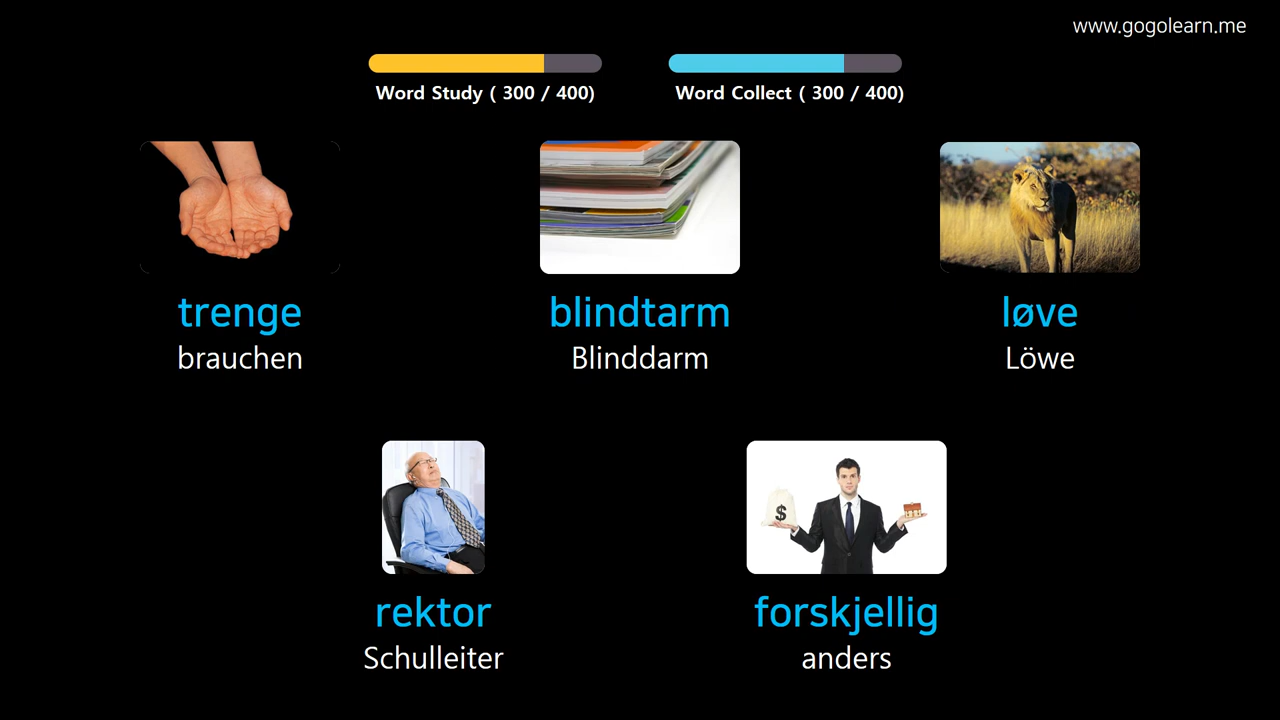 www.gogolearn.me
Word Study ( 300 / 400)
Word Collect ( 300 / 400)
trenge
brauchen
blindtarm
Blinddarm
løve
Löwe
$
rektor
Schulleiter
forskjellig
anders